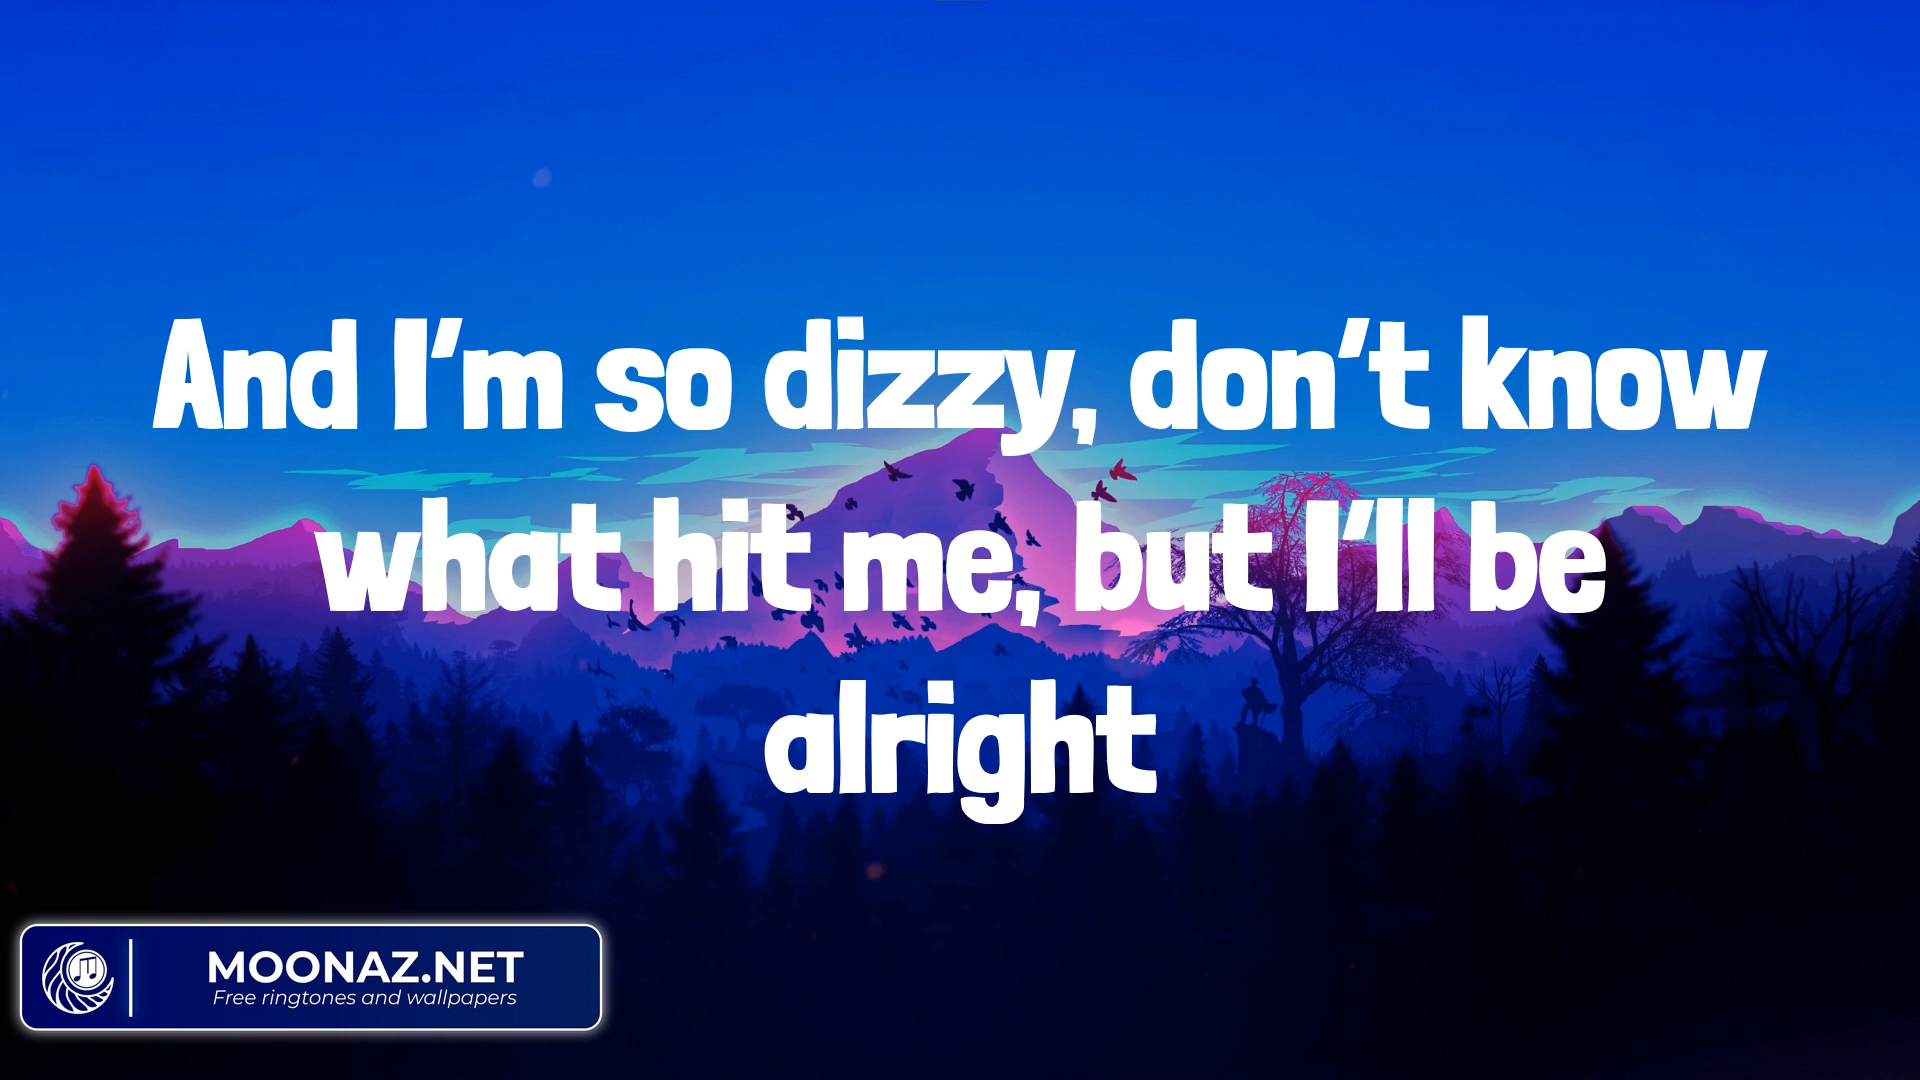 And I'm so dizzy, don't know
what hit me, but I'll be
alright
MOONAZ.NET
Free ringtones and wallpapers